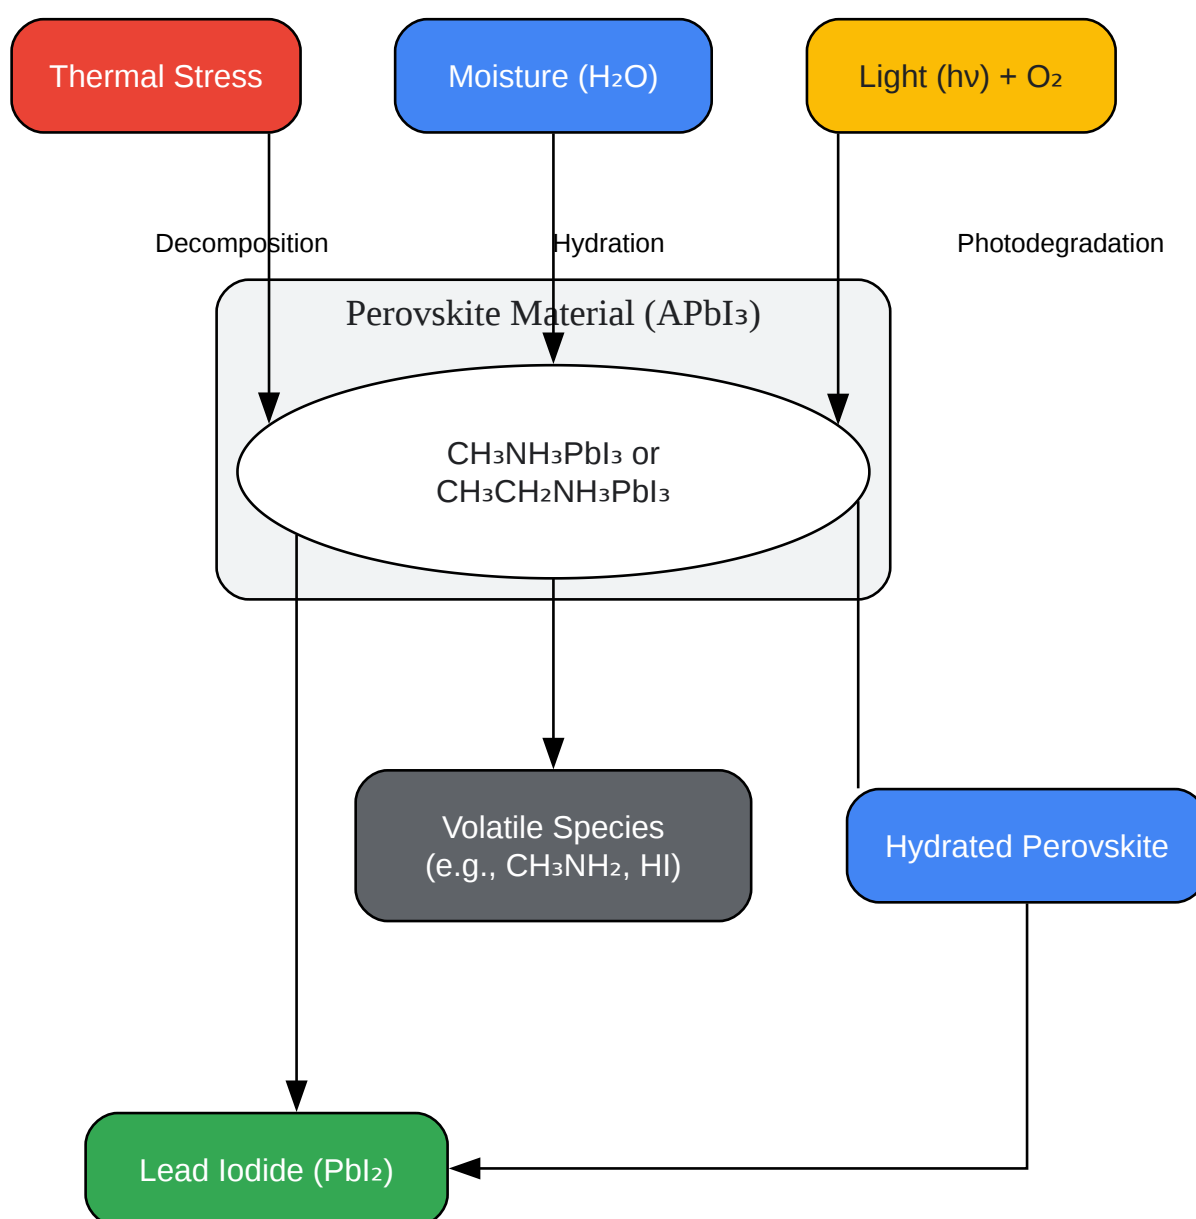 Thermal Stress
Moisture (H₂O)
Light (hν) + O₂
Decomposition
Hydration
Photodegradation
Perovskite Material (APbI₃)
CH₃NH₃PbI₃ or
CH₃CH₂NH₃PbI₃
Volatile Species
(e.g., CH₃NH₂, HI)
Hydrated Perovskite
Lead Iodide (PbI₂)